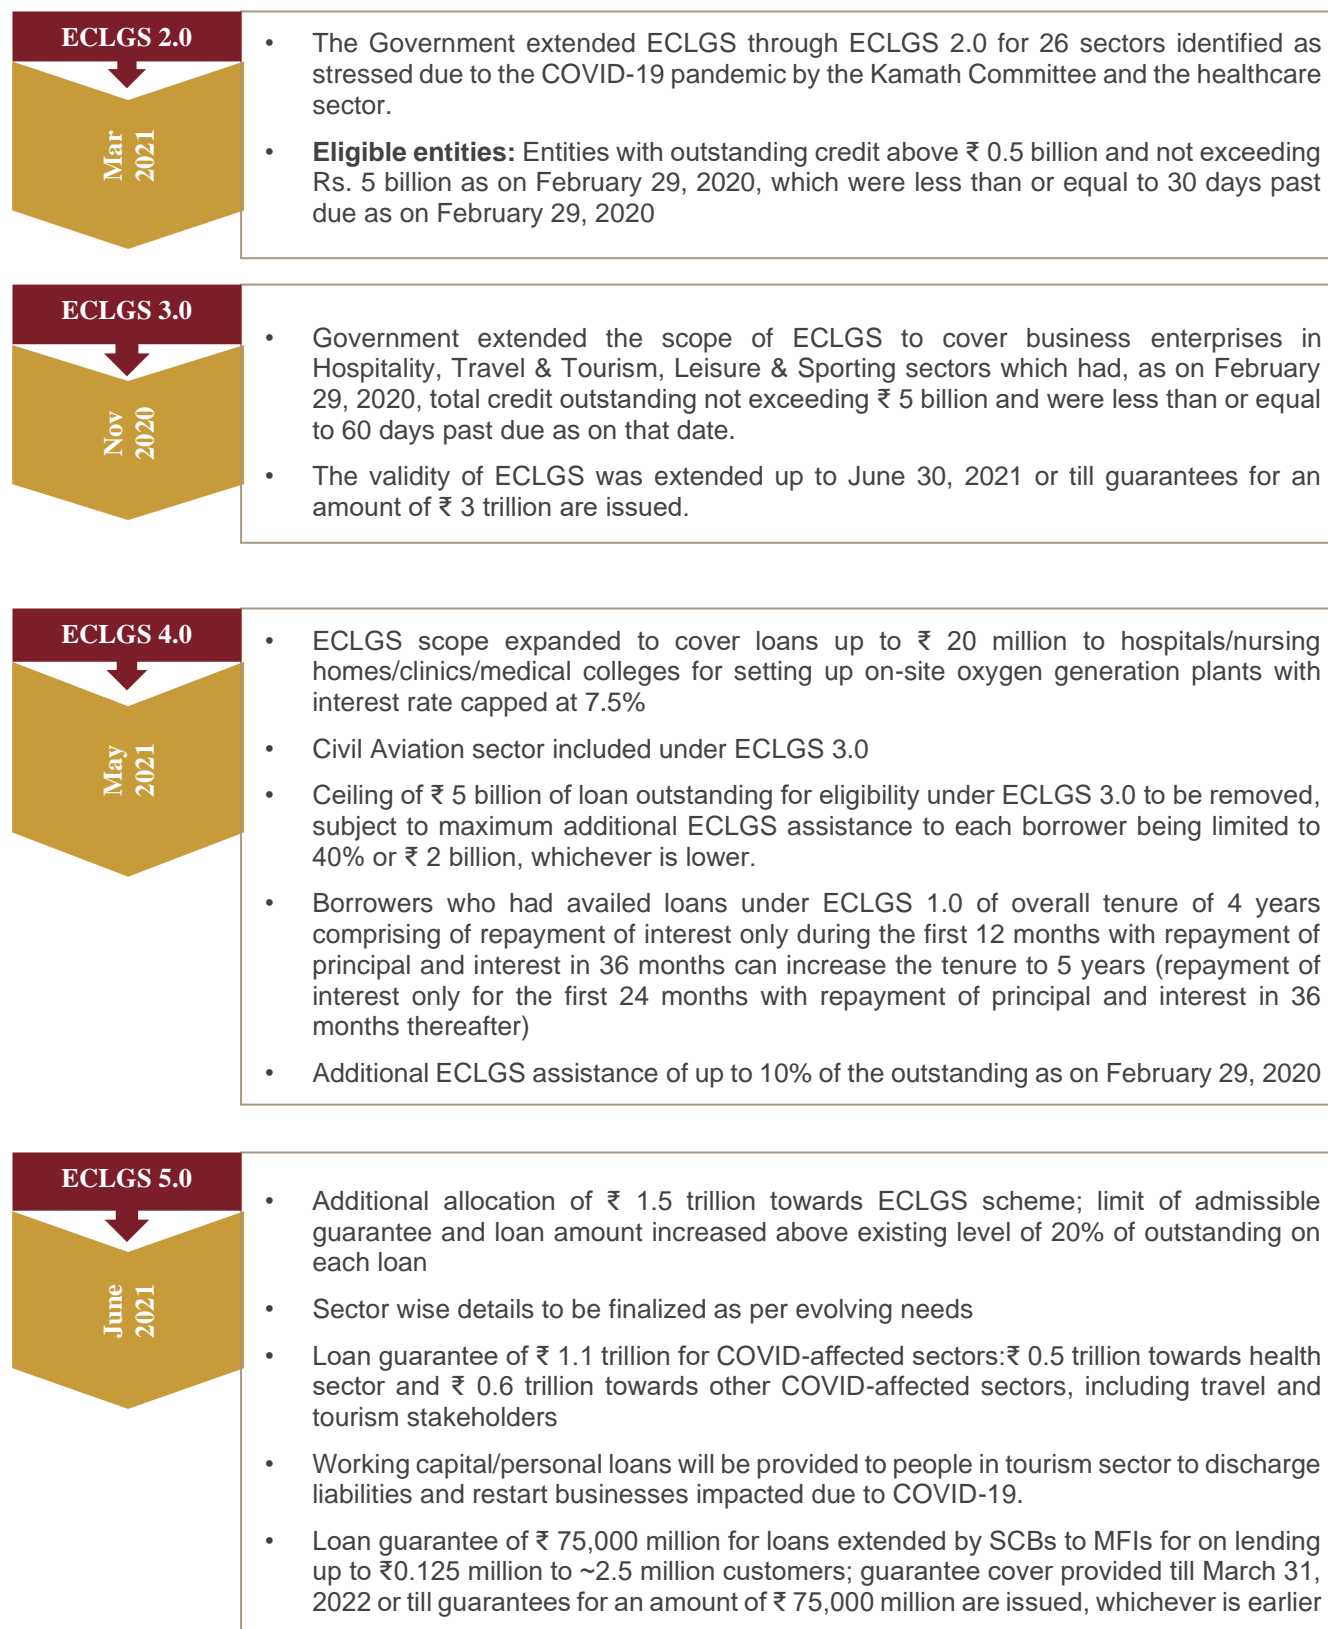 ECLGS 2.0
Mar
2021
• The Government extended ECLGS through ECLGS 2.0 for 26 sectors identified as
stressed due to the COVID-19 pandemic by the Kamath Committee and the healthcare
sector.
• Eligible entities: Entities with outstanding credit above ₹ 0.5 billion and not exceeding
Rs. 5 billion as on February 29, 2020, which were less than or equal to 30 days past
due as on February 29, 2020
ECLGS 3.0
Nov
2020
• Government extended the scope of ECLGS to cover business enterprises in
Hospitality, Travel & Tourism, Leisure & Sporting sectors which had, as on February
29, 2020, total credit outstanding not exceeding ₹ 5 billion and were less than or equal
to 60 days past due as on that date.
• The validity of ECLGS was extended up to June 30, 2021 or till guarantees for an
amount of ₹ 3 trillion are issued.
ECLGS 4.0
May
2021
• ECLGS scope expanded to cover loans up to ₹ 20 million to hospitals/nursing
homes/clinics/medical colleges for setting up on-site oxygen generation plants with
interest rate capped at 7.5%
• Civil Aviation sector included under ECLGS 3.0
• Ceiling of ₹ 5 billion of loan outstanding for eligibility under ECLGS 3.0 to be removed,
subject to maximum additional ECLGS assistance to each borrower being limited to
40% or ₹ 2 billion, whichever is lower.
• Borrowers who had availed loans under ECLGS 1.0 of overall tenure of 4 years
comprising of repayment of interest only during the first 12 months with repayment of
principal and interest in 36 months can increase the tenure to 5 years (repayment of
interest only for the first 24 months with repayment of principal and interest in 36
months thereafter)
• Additional ECLGS assistance of up to 10% of the outstanding as on February 29, 2020
ECLGS 5.0
June
2021
• Additional allocation of ₹ 1.5 trillion towards ECLGS scheme; limit of admissible
guarantee and loan amount increased above existing level of 20% of outstanding on
each loan
• Sector wise details to be finalized as per evolving needs
• Loan guarantee of ₹ 1.1 trillion for COVID-affected sectors:₹ 0.5 trillion towards health
sector and ₹ 0.6 trillion towards other COVID-affected sectors, including travel and
tourism stakeholders
• Working capital/personal loans will be provided to people in tourism sector to discharge
liabilities and restart businesses impacted due to COVID-19.
• Loan guarantee of ₹ 75,000 million for loans extended by SCBs to MFIs for on lending
up to ₹0.125 million to ~2.5 million customers; guarantee cover provided till March 31,
2022 or till guarantees for an amount of ₹ 75,000 million are issued, whichever is earlier